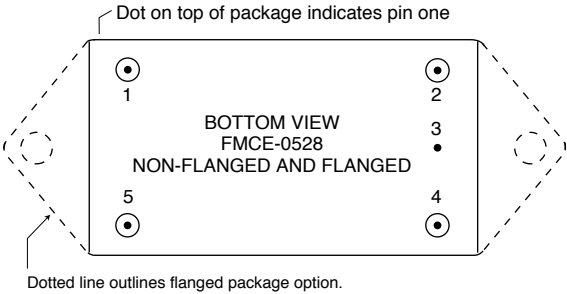 Dot on top of package indicates pin one
1
2
BOTTOM VIEW
FMCE-0528
NON-FLANGED AND FLANGED
3
5
4
Dotted line outlines flanged package option.